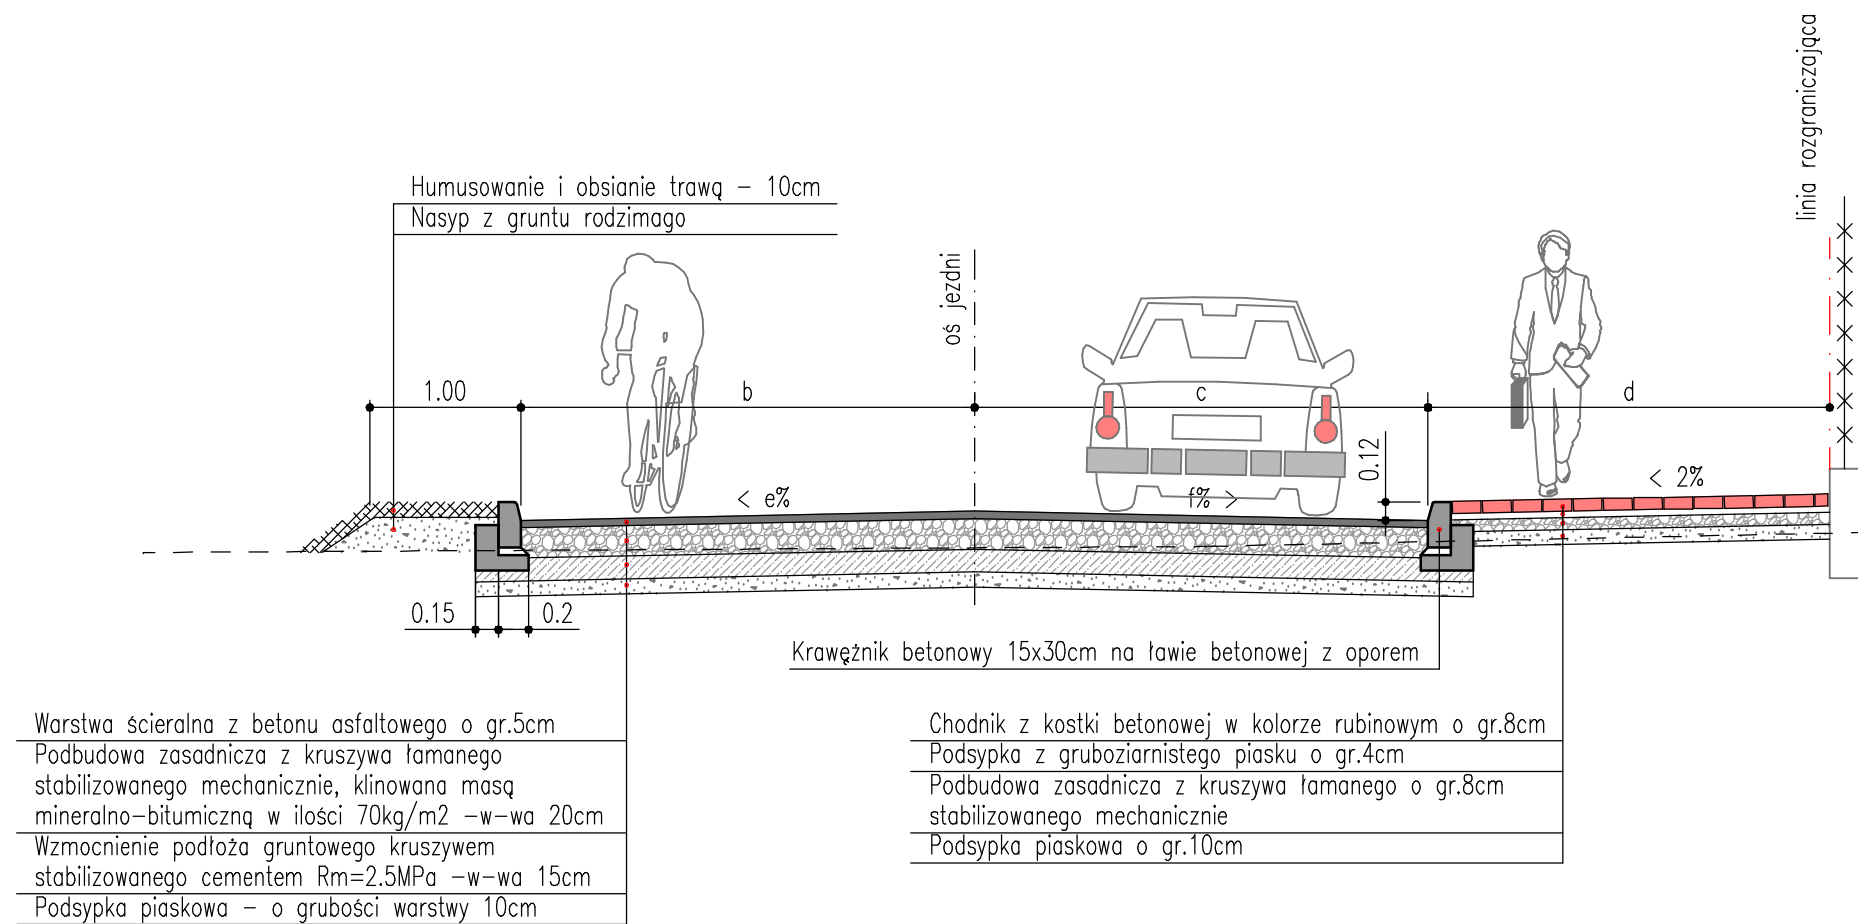 linia rozgraniczająca
Humusowanie i obsianie trawą – 10cm
Nasyp z gruntu rodzimago
oś jezdni
1.00
b
c
d
0.12
< e%
f% >
< 2%
0.15
0.2
Krawężnik betonowy 15x30cm na ławie betonowej z oporem
Warstwa ścieralna z betonu asfaltowego o gr.5cm
Podbudowa zasadnicza z kruszywa łamanego
stabilizowanego mechanicznie, klinowana masą
mineralno-bitumiczną w ilości 70kg/m2 -w-wa 20cm
Wzmocnienie podłoża gruntowego kruszywem
stabilizowanego cementem Rm=2.5MPa -w-wa 15cm
Podsypka piaskowa – o grubości warstwy 10cm
Chodnik z kostki betonowej w kolorze rubinowym o gr.8cm
Podsypka z gruboziarnistego piasku o gr.4cm
Podbudowa zasadnicza z kruszywa łamanego o gr.8cm
stabilizowanego mechanicznie
Podsypka piaskowa o gr.10cm